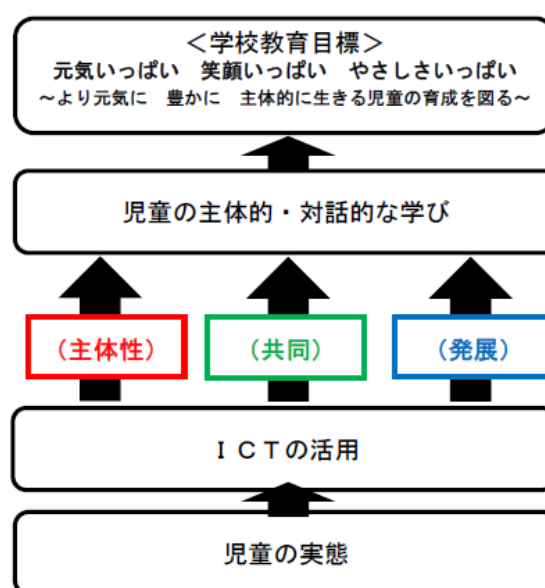 ＜学校教育目標＞
元気いっぱい　笑顔いっぱい　やさしさいっぱい
～より元気に　豊かに　主体的に生きる児童の育成を図る～
児童の主体的・対話的な学び
（主体性）
（共同）
（発展）
ＩＣＴの活用
児童の実態